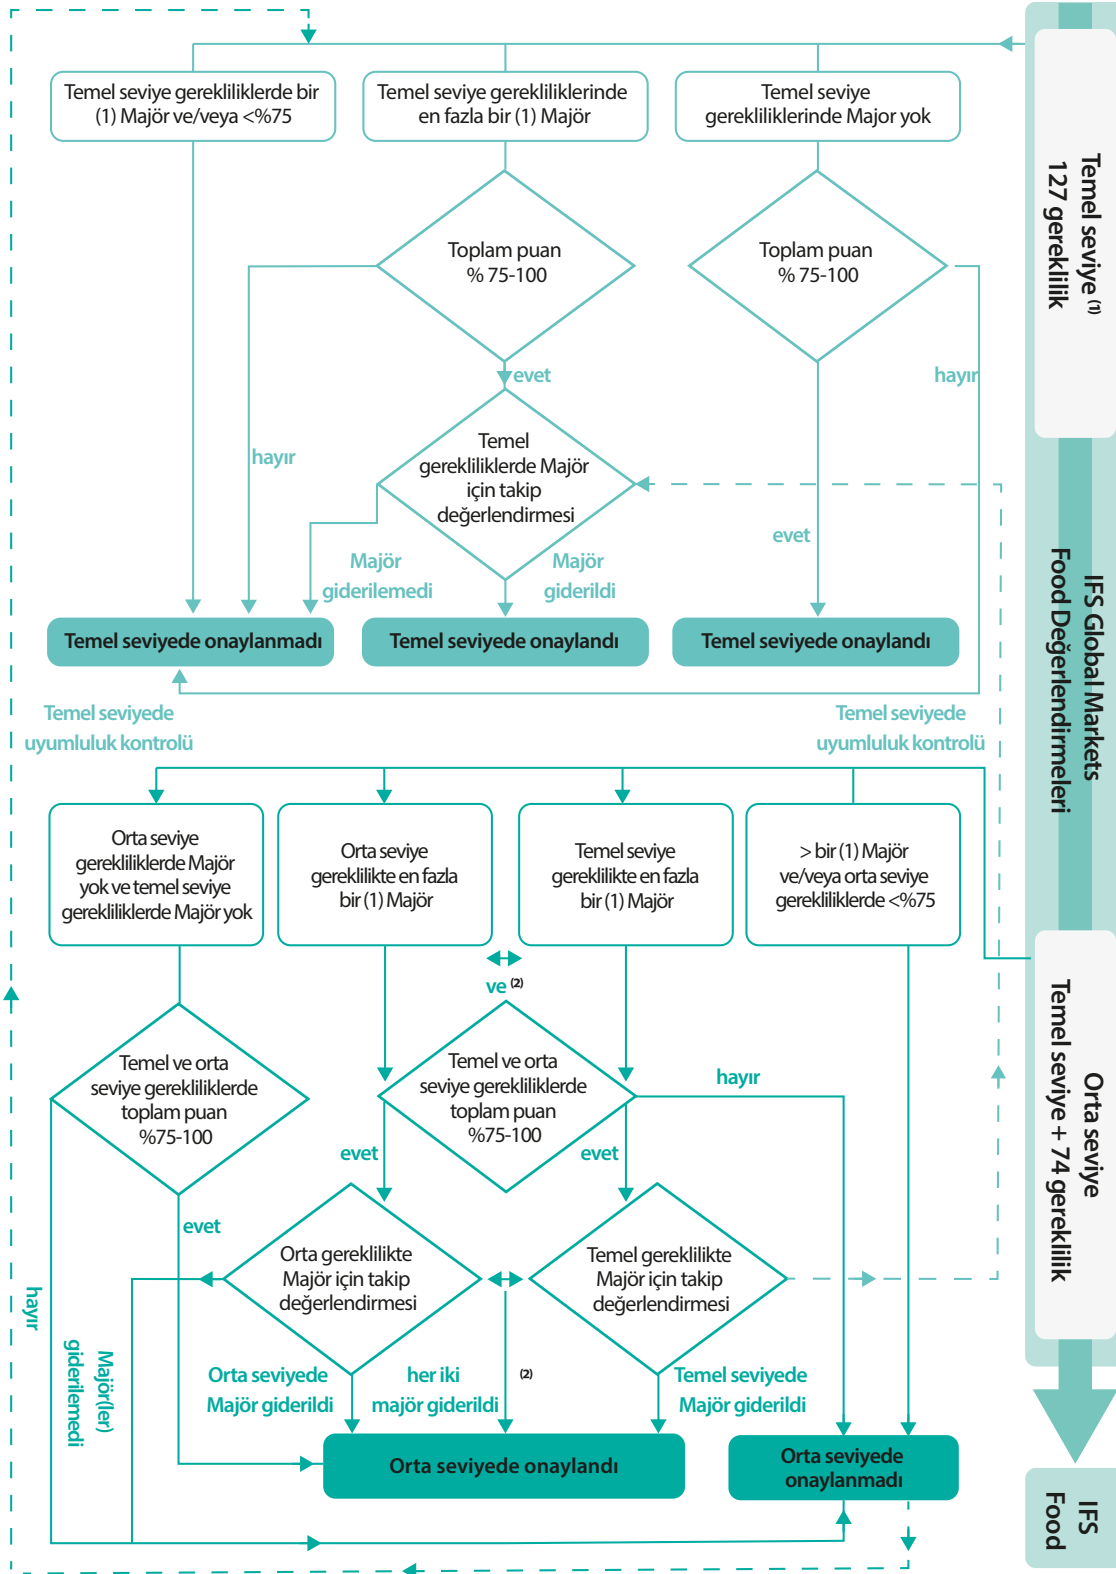 Temel seviye gerekliliklerde bir
(1) Majör ve/veya <%75
Temel seviye gerekliliklerinde
en fazla bir (1) Majör
Temel seviye
gerekliliklerinde Major yok
Toplam puan
% 75-100
Toplam puan
% 75-100
evet
hayır
hayır
Temel
gerekliliklerde Majör
için takip
değerlendirmesi
evet
Majör
giderilemedi
Majör
giderildi
Temel seviyede onaylanmadı
Temel seviyede onaylandı
Temel seviyede onaylandı
Temel seviyede
uyumluluk kontrolü
Temel seviyede
uyumluluk kontrolü
Orta seviye
gerekliliklerde Majör
yok ve temel seviye
gerekliliklerde Majör yok
Orta seviye
gereklilikte en fazla
bir (1) Majör
Temel seviye
gereklilikte en fazla
bir (1) Majör
> bir (1) Majör
ve/veya orta seviye
gerekliliklerde <%75
ve (2)
Temel ve orta
seviye gerekliliklerde
toplam puan
%75-100
Temel ve orta
seviye gerekliliklerde
toplam puan
%75-100
hayır
evet
evet
evet
Orta gereklilikte
Majör için takip
değerlendirmesi
Temel gereklilikte
Majör için takip
değerlendirmesi
hayır
Majör(ler)
giderilemedi
Orta seviyede
Majör giderildi
her iki
majör giderildi
(2)
Temel seviyede
Majör giderildi
Orta seviyede onaylandı
Orta seviyede
onaylanmadı
Temel seviye (1)
127 gereklilik
IFS Global Markets
Food Değerlendirmeleri
Orta seviye
Temel seviye + 74 gereklilik
IFS
Food